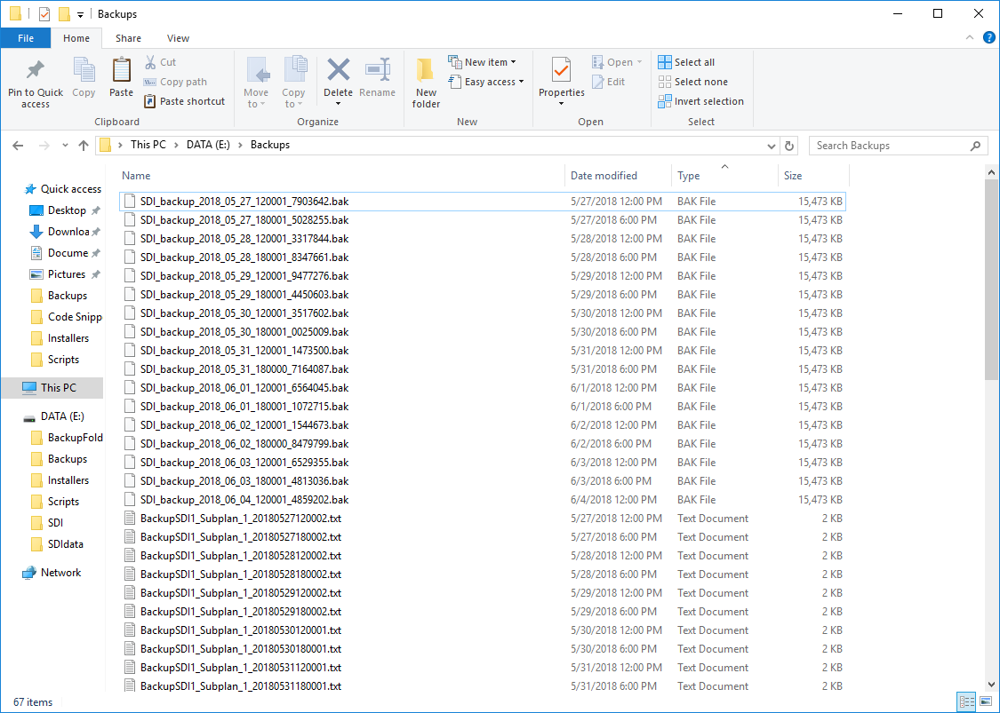 Backups
File Home Share View
Pin to Quick access
Copy
Paste
Cut
Copy path
Paste shortcut
Clipboard
Move to
Copy to
Delete
Rename
Organize
New folder
New item
Easy access
New
Properties
Open
Edit
Open
Select all
Select none
Invert selection
Select
This PC > DATA (E:) > Backups
Search Backups
Name Date modified Type Size
Quick access
Desktop
Downloa
Docume
Pictures
Backups
Code Snipp
Installers
Scripts
This PC
DATA (E:)
BackupFold
Backups
Installers
Scripts
SDI
SDIdata
Network
SDI_backup_2018_05_27_120001_7903642.bak 5/27/2018 12:00 PM BAK File 15,473 KB
SDI_backup_2018_05_27_180001_5028255.bak 5/27/2018 6:00 PM BAK File 15,473 KB
SDI_backup_2018_05_28_120001_3317844.bak 5/28/2018 12:00 PM BAK File 15,473 KB
SDI_backup_2018_05_28_180001_8347661.bak 5/28/2018 6:00 PM BAK File 15,473 KB
SDI_backup_2018_05_29_120001_9477276.bak 5/29/2018 12:00 PM BAK File 15,473 KB
SDI_backup_2018_05_29_180001_4450603.bak 5/29/2018 6:00 PM BAK File 15,473 KB
SDI_backup_2018_05_30_120001_3517602.bak 5/30/2018 12:00 PM BAK File 15,473 KB
SDI_backup_2018_05_30_180001_0025009.bak 5/30/2018 6:00 PM BAK File 15,473 KB
SDI_backup_2018_05_31_120001_1473500.bak 5/31/2018 12:00 PM BAK File 15,473 KB
SDI_backup_2018_05_31_180000_7164087.bak 5/31/2018 6:00 PM BAK File 15,473 KB
SDI_backup_2018_06_01_120001_6564045.bak 6/1/2018 12:00 PM BAK File 15,473 KB
SDI_backup_2018_06_01_180001_1072715.bak 6/1/2018 6:00 PM BAK File 15,473 KB
SDI_backup_2018_06_02_120001_1544673.bak 6/2/2018 12:00 PM BAK File 15,473 KB
SDI_backup_2018_06_02_180000_8479799.bak 6/2/2018 6:00 PM BAK File 15,473 KB
SDI_backup_2018_06_03_120001_6529355.bak 6/3/2018 12:00 PM BAK File 15,473 KB
SDI_backup_2018_06_03_180001_4813036.bak 6/3/2018 6:00 PM BAK File 15,473 KB
SDI_backup_2018_06_04_120001_4859202.bak 6/4/2018 12:00 PM BAK File 15,473 KB
BackupSDI1_Subplan_1_20180527120002.txt 5/27/2018 12:00 PM Text Document 2 KB
BackupSDI1_Subplan_1_20180527180002.txt 5/27/2018 6:00 PM Text Document 2 KB
BackupSDI1_Subplan_1_20180528120002.txt 5/28/2018 12:00 PM Text Document 2 KB
BackupSDI1_Subplan_1_20180528180002.txt 5/28/2018 6:00 PM Text Document 2 KB
BackupSDI1_Subplan_1_20180529120002.txt 5/29/2018 12:00 PM Text Document 2 KB
BackupSDI1_Subplan_1_20180529180002.txt 5/29/2018 6:00 PM Text Document 2 KB
BackupSDI1_Subplan_1_20180530120001.txt 5/30/2018 12:00 PM Text Document 2 KB
BackupSDI1_Subplan_1_20180530180001.txt 5/30/2018 6:00 PM Text Document 2 KB
BackupSDI1_Subplan_1_20180531120001.txt 5/31/2018 12:00 PM Text Document 2 KB
BackupSDI1_Subplan_1_20180531180001.txt 5/31/2018 6:00 PM Text Document 2 KB
67 items